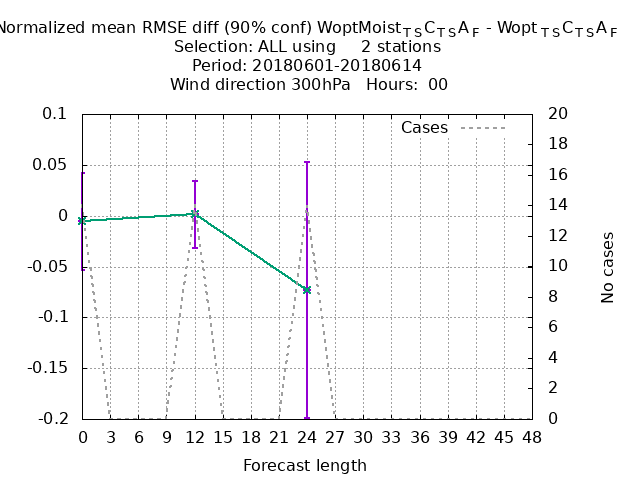 Normalized mean RMSE diff (90% conf) WoptMoist_TSC_TSA_F - Wopt_TSC_TSA_F
Selection: ALL using 2 stations
Period: 20180601-20180614
Wind direction 300hPa Hours: 00
Cases
0.1
0.05
0
-0.05
-0.1
-0.15
-0.2
20
18
16
14
12
10
8
6
4
2
0
No cases
0 3 6 9 12 15 18 21 24 27 30 33 36 39 42 45 48
Forecast length